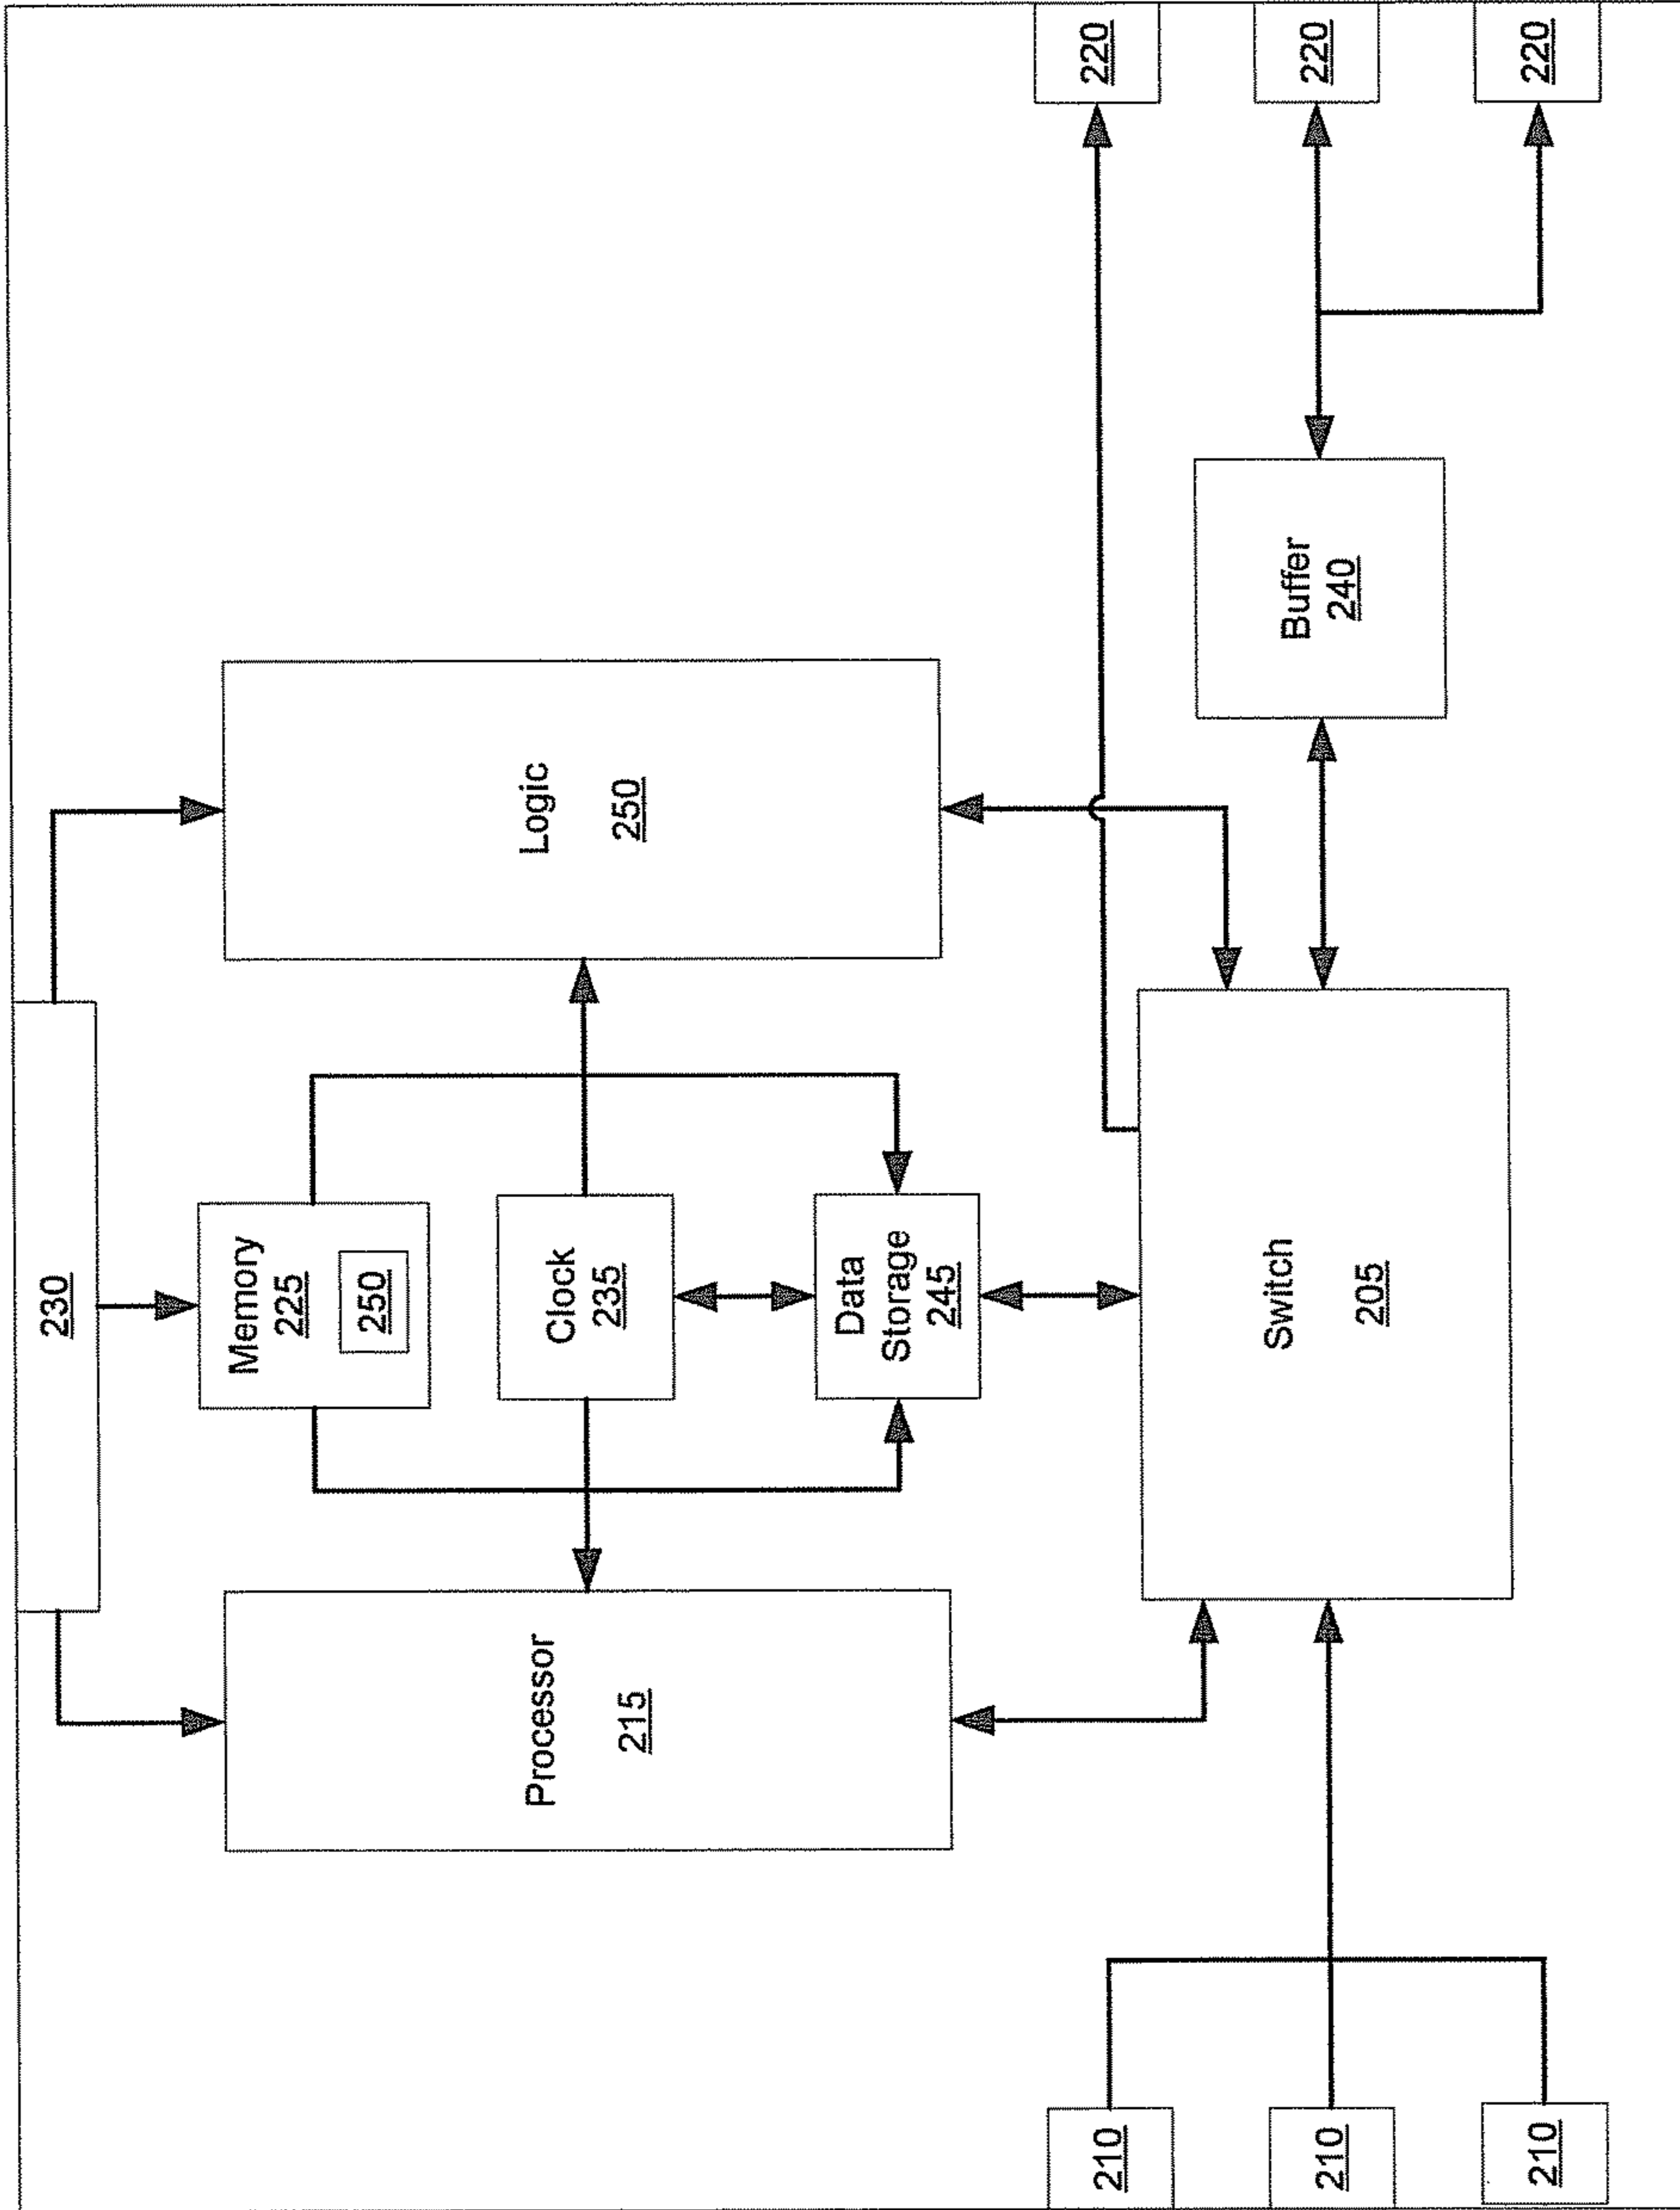 230
Memory
225
250
Processor
215
Clock
235
Logic
250
Data
Storage
245
210
210
210
Switch
205
Buffer
240
220
220
220